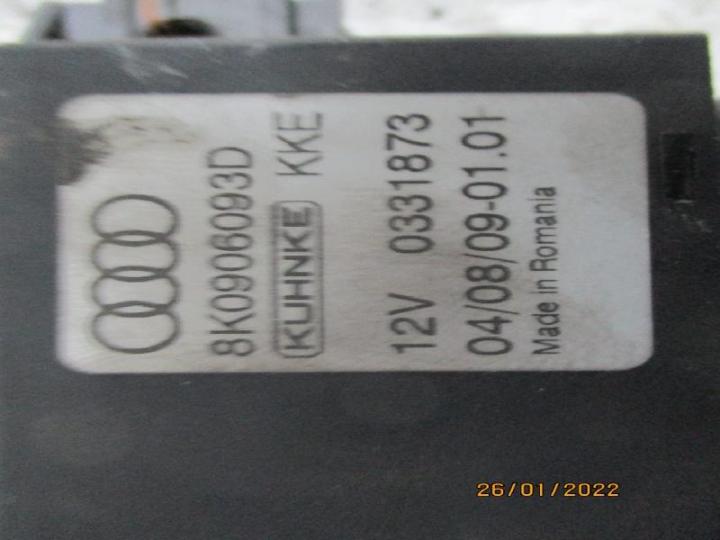 8K0906093D
KUHNKE KKE
12V 0331873
04/08/09-01.01
Made in Romania
26/01/2022